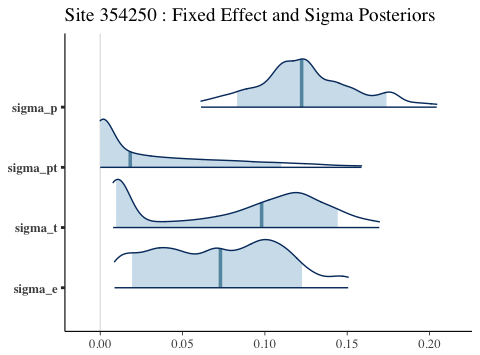 Site 354250 : Fixed Effect and Sigma Posteriors
sigma_p
sigma_pt
sigma_t
sigma_e
0.00 0.05 0.10 0.15 0.20